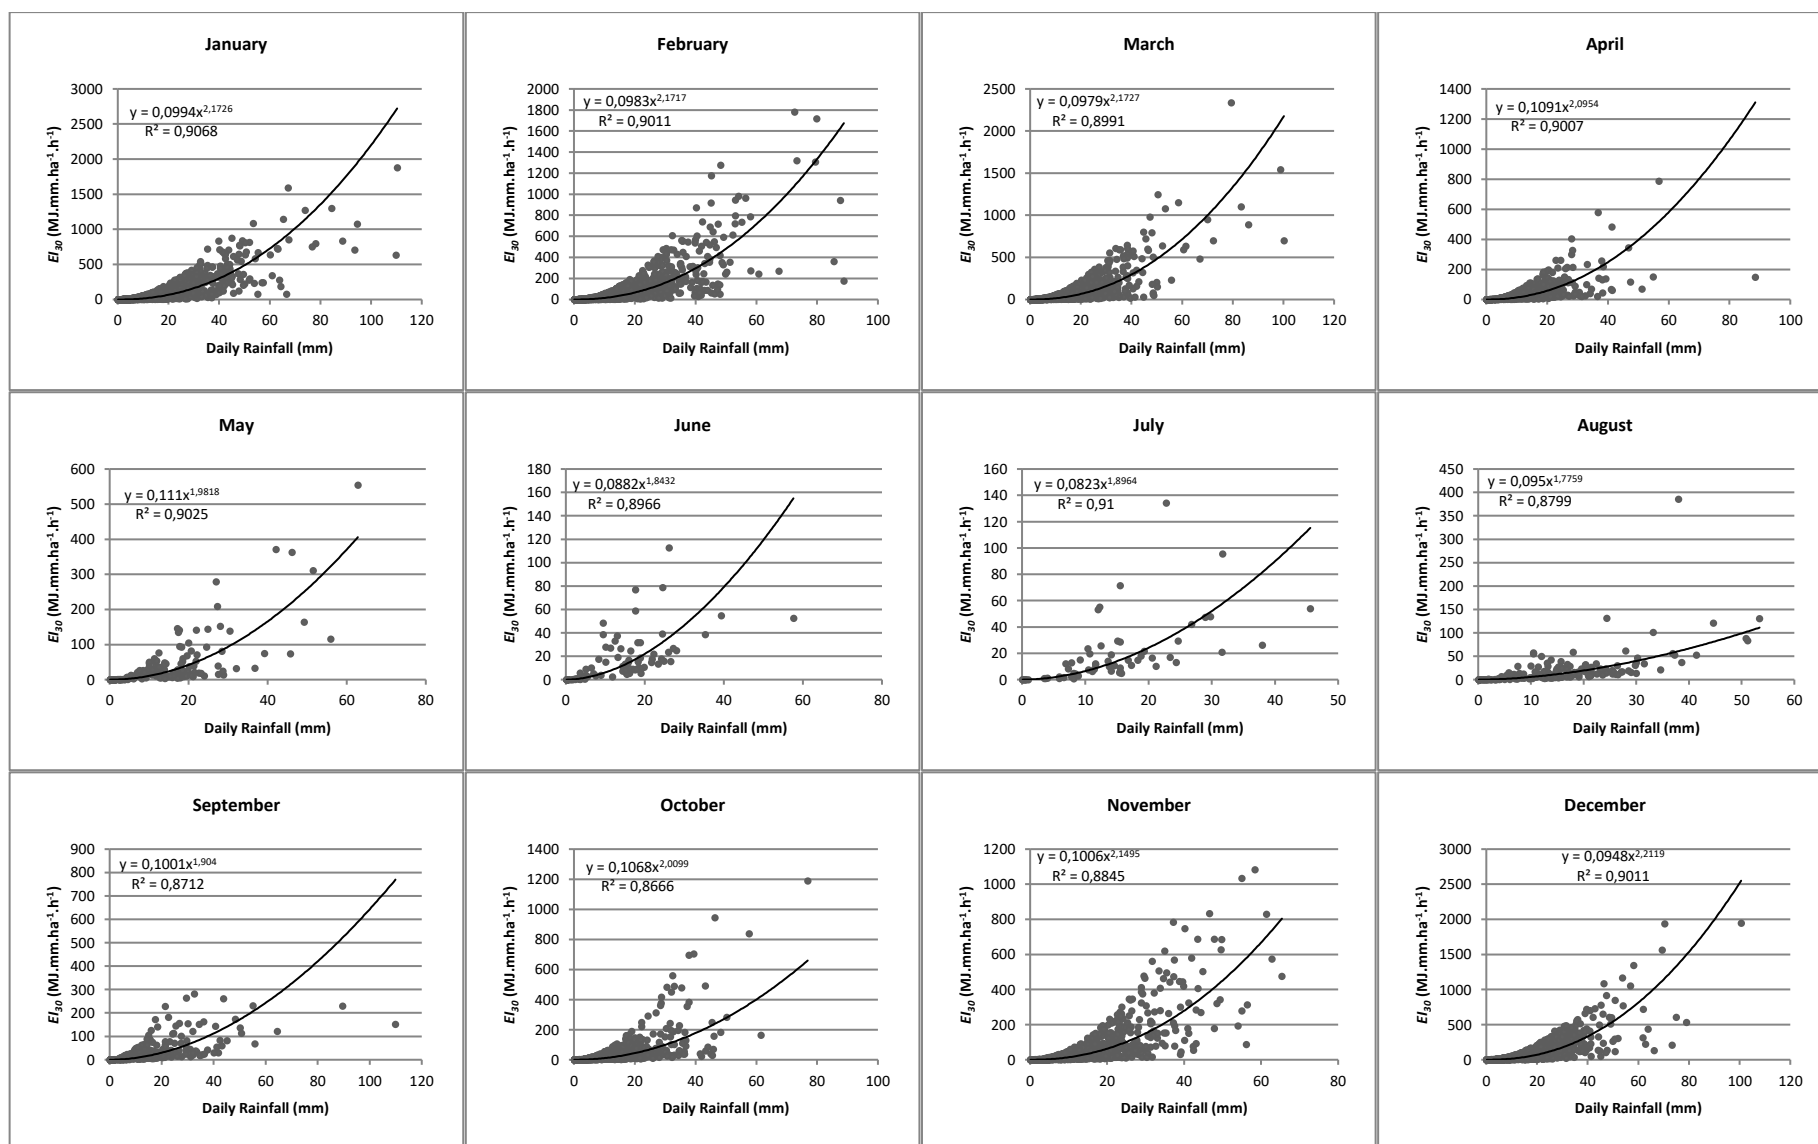 January
3000
2500
2000
1500
1000
500
0
0 20 40 60 80 100 120
y = 0,0994x^2,1726
R² = 0,9068
EI30 (MJ.mm.ha-1.h-1)
Daily Rainfall (mm)
February
2000
1800
1600
1400
1200
1000
800
600
400
200
0
0 20 40 60 80 100
y = 0,0983x^2,1717
R² = 0,9011
EI30 (MJ.mm.ha-1.h-1)
Daily Rainfall (mm)
March
2500
2000
1500
1000
500
0
0 20 40 60 80 100 120
y = 0,0979x^2,1727
R² = 0,8991
EI30 (MJ.mm.ha-1.h-1)
Daily Rainfall (mm)
April
1400
1200
1000
800
600
400
200
0
0 20 40 60 80 100
y = 0,1091x^2,0954
R² = 0,9007
EI30 (MJ.mm.ha-1.h-1)
Daily Rainfall (mm)
May
600
500
400
300
200
100
0
0 20 40 60 80
y = 0,111x^1,9818
R² = 0,9025
EI30 (MJ.mm.ha-1.h-1)
Daily Rainfall (mm)
June
180
160
140
120
100
80
60
40
20
0
0 20 40 60 80
y = 0,0882x^1,8432
R² = 0,8966
EI30 (MJ.mm.ha-1.h-1)
Daily Rainfall (mm)
July
160
140
120
100
80
60
40
20
0
0 10 20 30 40 50
y = 0,0823x^1,8964
R² = 0,91
EI30 (MJ.mm.ha-1.h-1)
Daily Rainfall (mm)
August
450
400
350
300
250
200
150
100
50
0
0 10 20 30 40 50 60
y = 0,095x^1,7759
R² = 0,8799
EI30 (MJ.mm.ha-1.h-1)
Daily Rainfall (mm)
September
900
800
700
600
500
400
300
200
100
0
0 20 40 60 80 100 120
y = 0,1001x^1,904
R² = 0,8712
EI30 (MJ.mm.ha-1.h-1)
Daily Rainfall (mm)
October
1400
1200
1000
800
600
400
200
0
0 20 40 60 80 100
y = 0,1068x^2,0099
R² = 0,8666
EI30 (MJ.mm.ha-1.h-1)
Daily Rainfall (mm)
November
1200
1000
800
600
400
200
0
0 20 40 60 80
y = 0,1006x^2,1495
R² = 0,8845
EI30 (MJ.mm.ha-1.h-1)
Daily Rainfall (mm)
December
3000
2500
2000
1500
1000
500
0
0 20 40 60 80 100 120
y = 0,0948x^2,2119
R² = 0,9011
EI30 (MJ.mm.ha-1.h-1)
Daily Rainfall (mm)